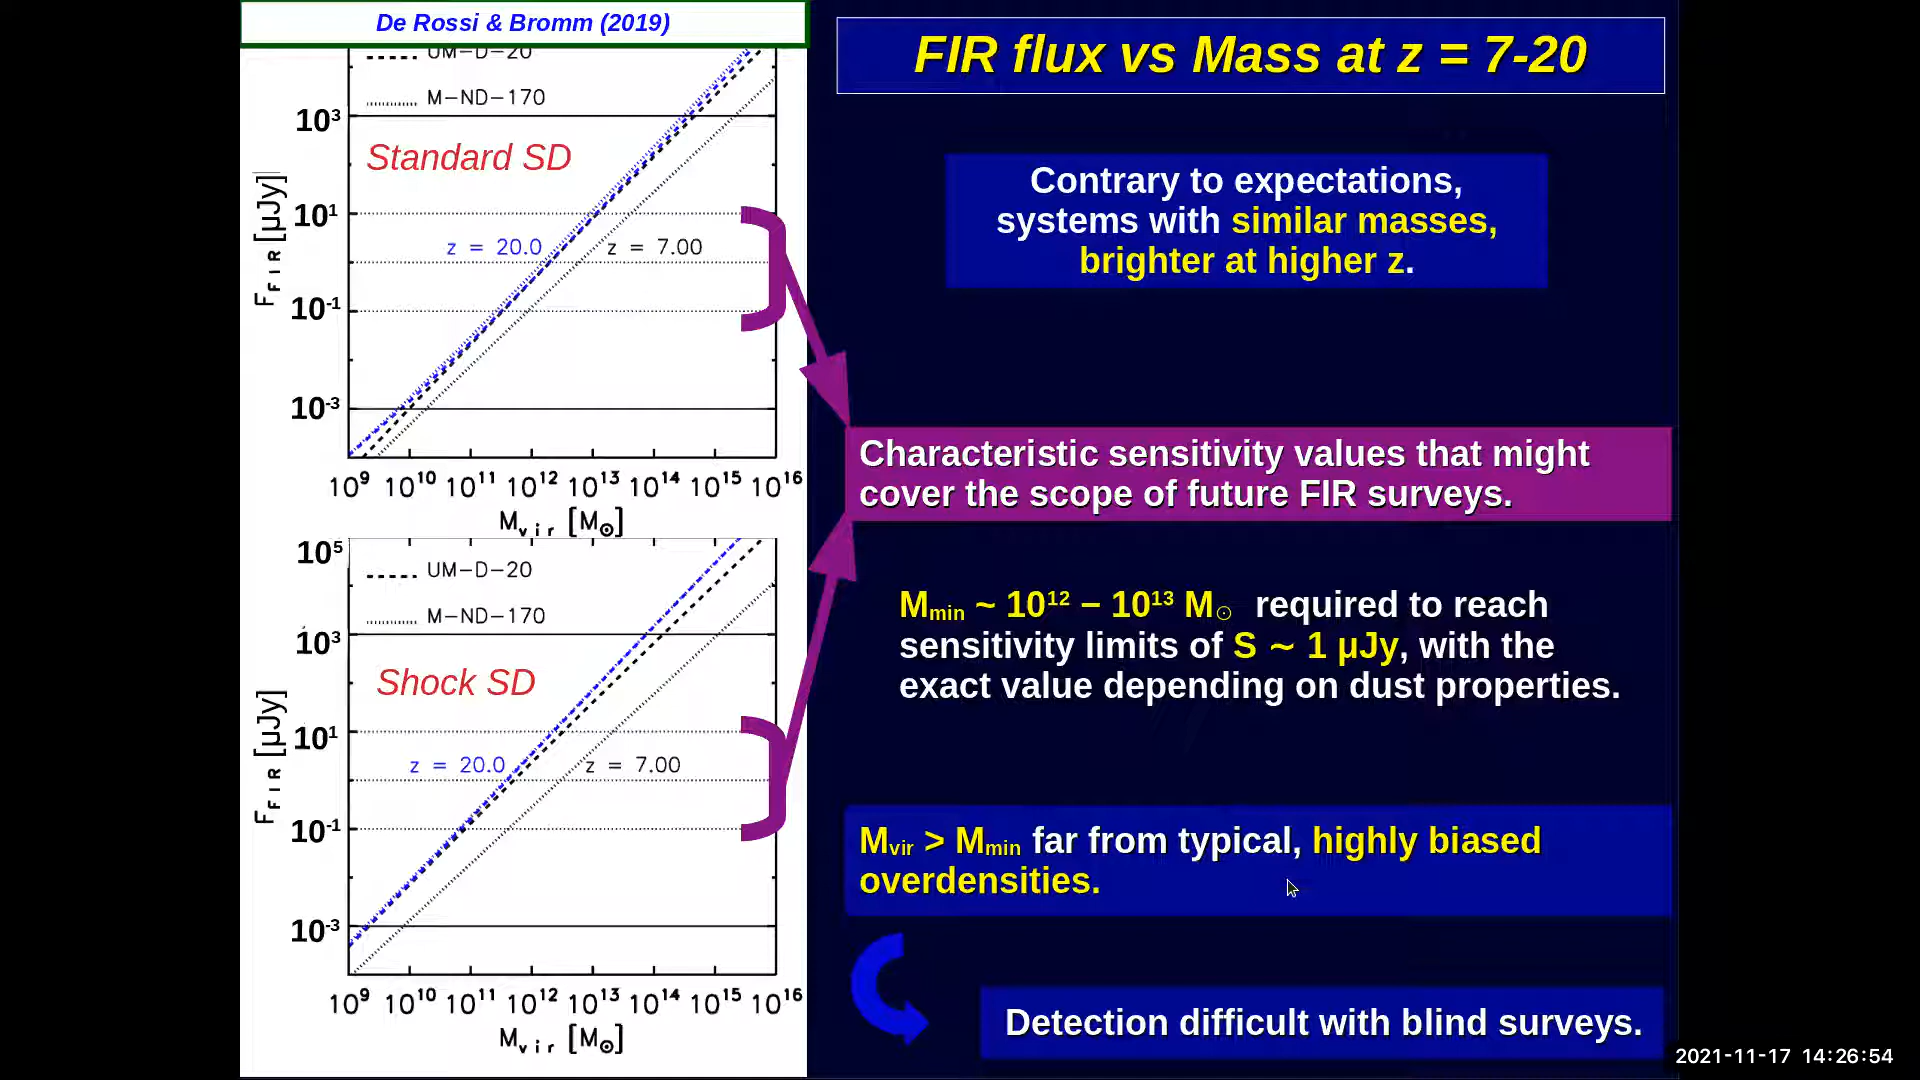 De Rossi & Bromm (2019)
FIR flux vs Mass at z = 7-20
UM-D-20
M-ND-170
10³
Standard SD
10¹
z = 20.0
z = 7.00
10⁻¹
10⁻³
F_FIR [μJy]
10⁹ 10¹⁰ 10¹¹ 10¹² 10¹³ 10¹⁴ 10¹⁵ 10¹⁶
M_vir [M⊙]
10⁵
UM-D-20
M-ND-170
10³
Shock SD
10¹
z = 20.0
z = 7.00
10⁻¹
10⁻³
F_FIR [μJy]
10⁹ 10¹⁰ 10¹¹ 10¹² 10¹³ 10¹⁴ 10¹⁵ 10¹⁶
M_vir [M⊙]
Contrary to expectations,
systems with similar masses,
brighter at higher z.
Characteristic sensitivity values that might
cover the scope of future FIR surveys.
M_min ~ 10¹² – 10¹³ M⊙ required to reach
sensitivity limits of S ~ 1 μJy, with the
exact value depending on dust properties.
M_vir > M_min far from typical, highly biased
overdensities.
Detection difficult with blind surveys.
2021-11-17 14:26:54